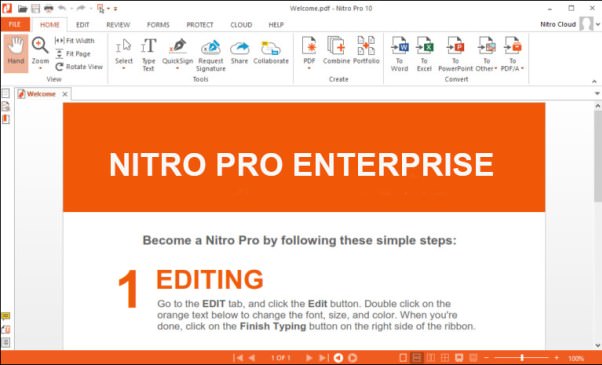 Welcome.pdf - Nitro Pro 10
FILE HOME EDIT REVIEW FORMS PROTECT CLOUD HELP Nitro Cloud
Hand Zoom Fit Width Fit Page Rotate View Select Type Text QuickSign Request Signature Share Collaborate PDF Combine Portfolio To Word To Excel To PowerPoint To Other To PDF/A
View Tools Create Convert
Welcome
NITRO PRO ENTERPRISE
Become a Nitro Pro by following these simple steps:
1 EDITING
Go to the EDIT tab, and click the Edit button. Double click on the
orange text below to change the font, size, and color. When you're
done, click on the Finish Typing button on the right side of the ribbon.
1 OF 1 100%